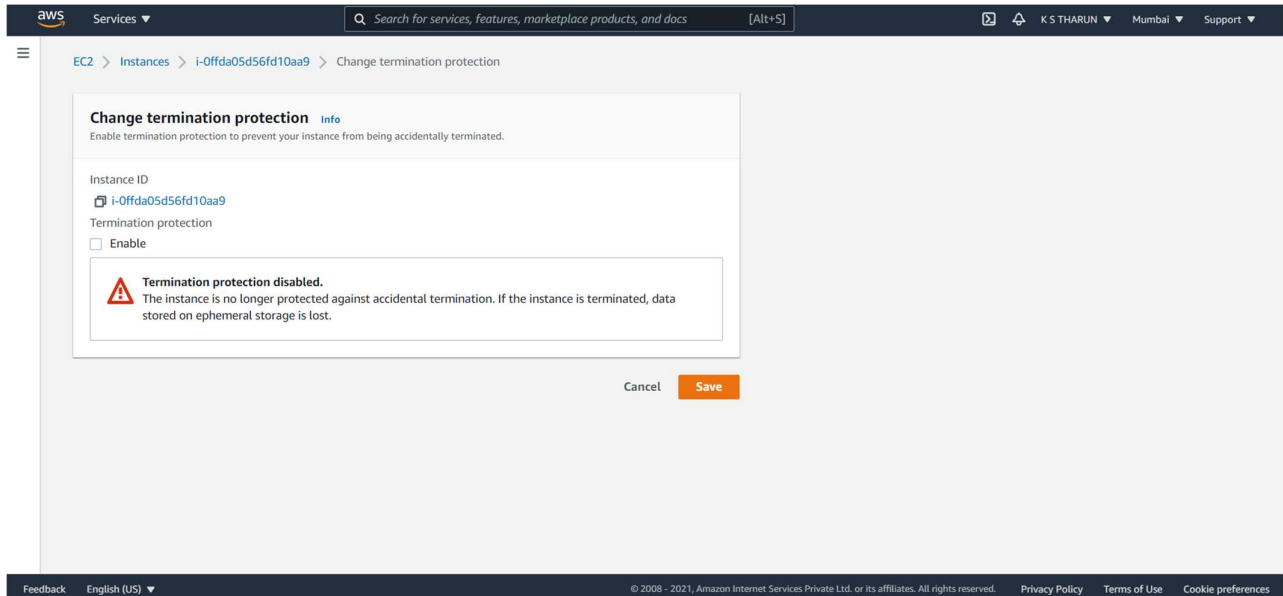 aws Services ▼ Search for services, features, marketplace products, and docs [Alt+S] K S THARUN ▼ Mumbai ▼ Support ▼
EC2 > Instances > i-0ffda05d56fd10aa9 > Change termination protection
Change termination protection Info
Enable termination protection to prevent your instance from being accidentally terminated.
Instance ID
i-0ffda05d56fd10aa9
Termination protection
Enable
Termination protection disabled.
The instance is no longer protected against accidental termination. If the instance is terminated, data
stored on ephemeral storage is lost.
Cancel Save
Feedback English (US) ▼ © 2008 - 2021, Amazon Internet Services Private Ltd. or its affiliates. All rights reserved. Privacy Policy Terms of Use Cookie preferences